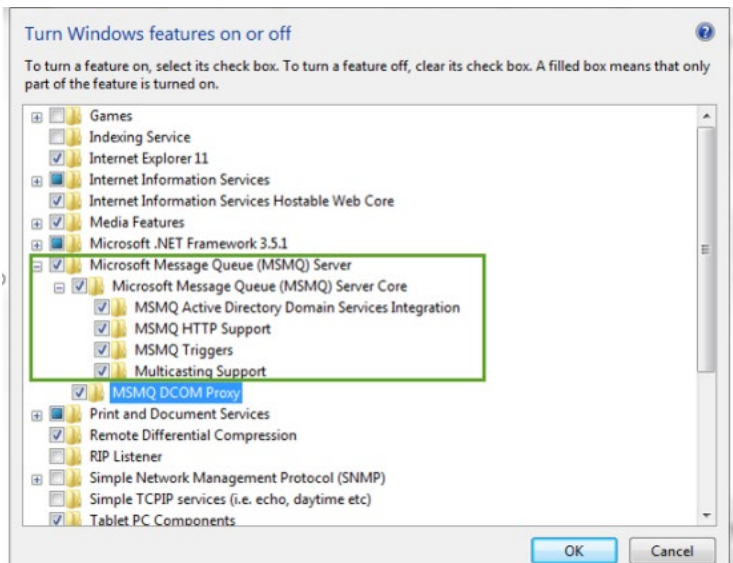 Turn Windows features on or off
To turn a feature on, select its check box. To turn a feature off, clear its check box. A filled box means that only
part of the feature is turned on.
Games
Indexing Service
Internet Explorer 11
Internet Information Services
Internet Information Services Hostable Web Core
Media Features
Microsoft .NET Framework 3.5.1
Microsoft Message Queue (MSMQ) Server
Microsoft Message Queue (MSMQ) Server Core
MSMQ Active Directory Domain Services Integration
MSMQ HTTP Support
MSMQ Triggers
Multicasting Support
MSMQ DCOM Proxy
Print and Document Services
Remote Differential Compression
RIP Listener
Simple Network Management Protocol (SNMP)
Simple TCPIP services (i.e. echo, daytime etc)
Tablet PC Components
OK Cancel